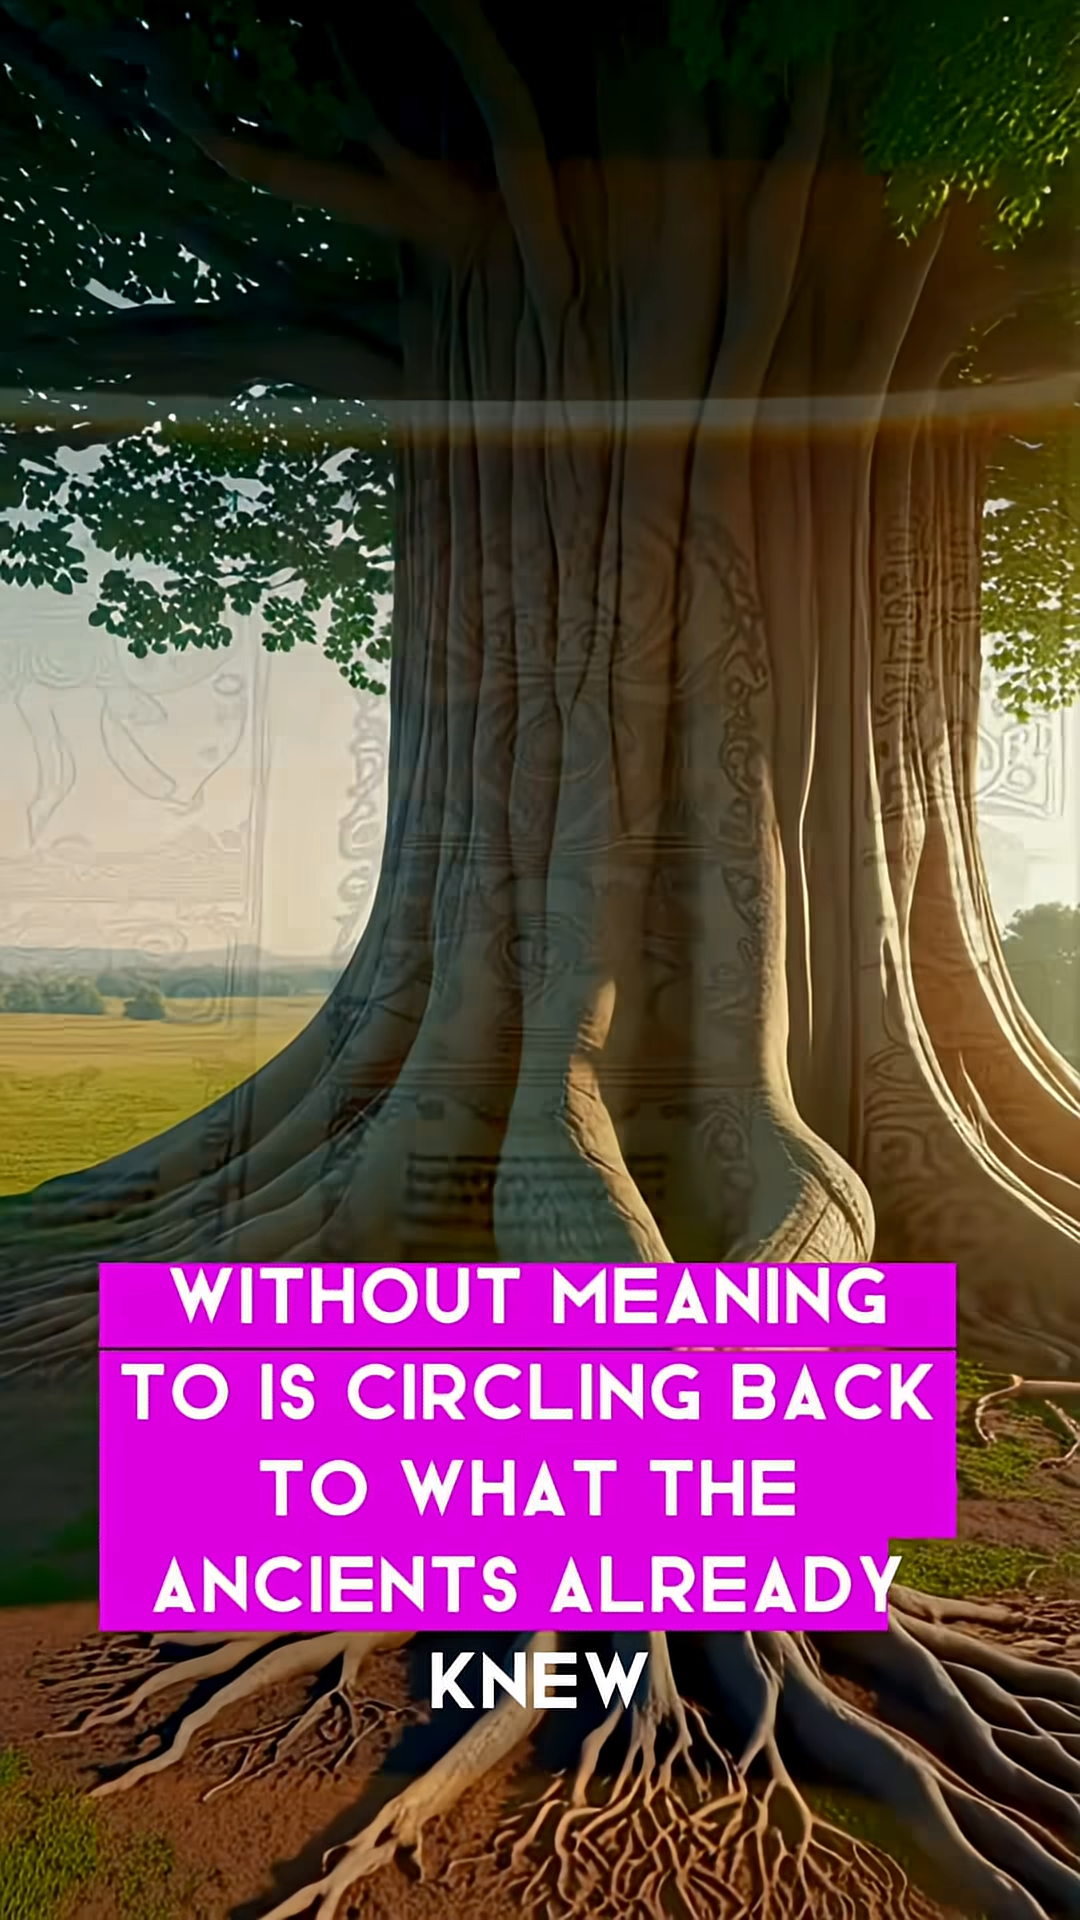 WITHOUT MEANING
TO IS CIRCLING BACK
TO WHAT THE
ANCIENTS ALREADY
KNEW